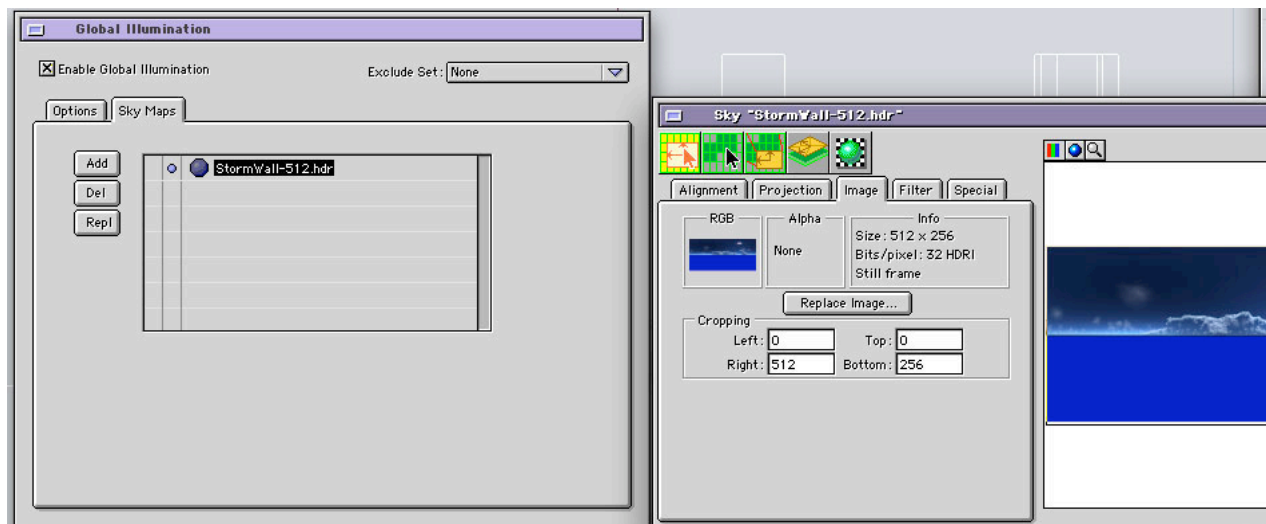 Global Illumination
Enable Global Illumination
Exclude Set: None
Options Sky Maps
Add
Del
Repl
StormWall-512.hdr
Sky "StormWall-512.hdr"
Alignment Projection Image Filter Special
RGB Alpha Info
None
Size: 512 x 256
Bits/pixel: 32 HDRI
Still frame
Replace Image...
Cropping
Left: 0 Top: 0
Right: 512 Bottom: 256